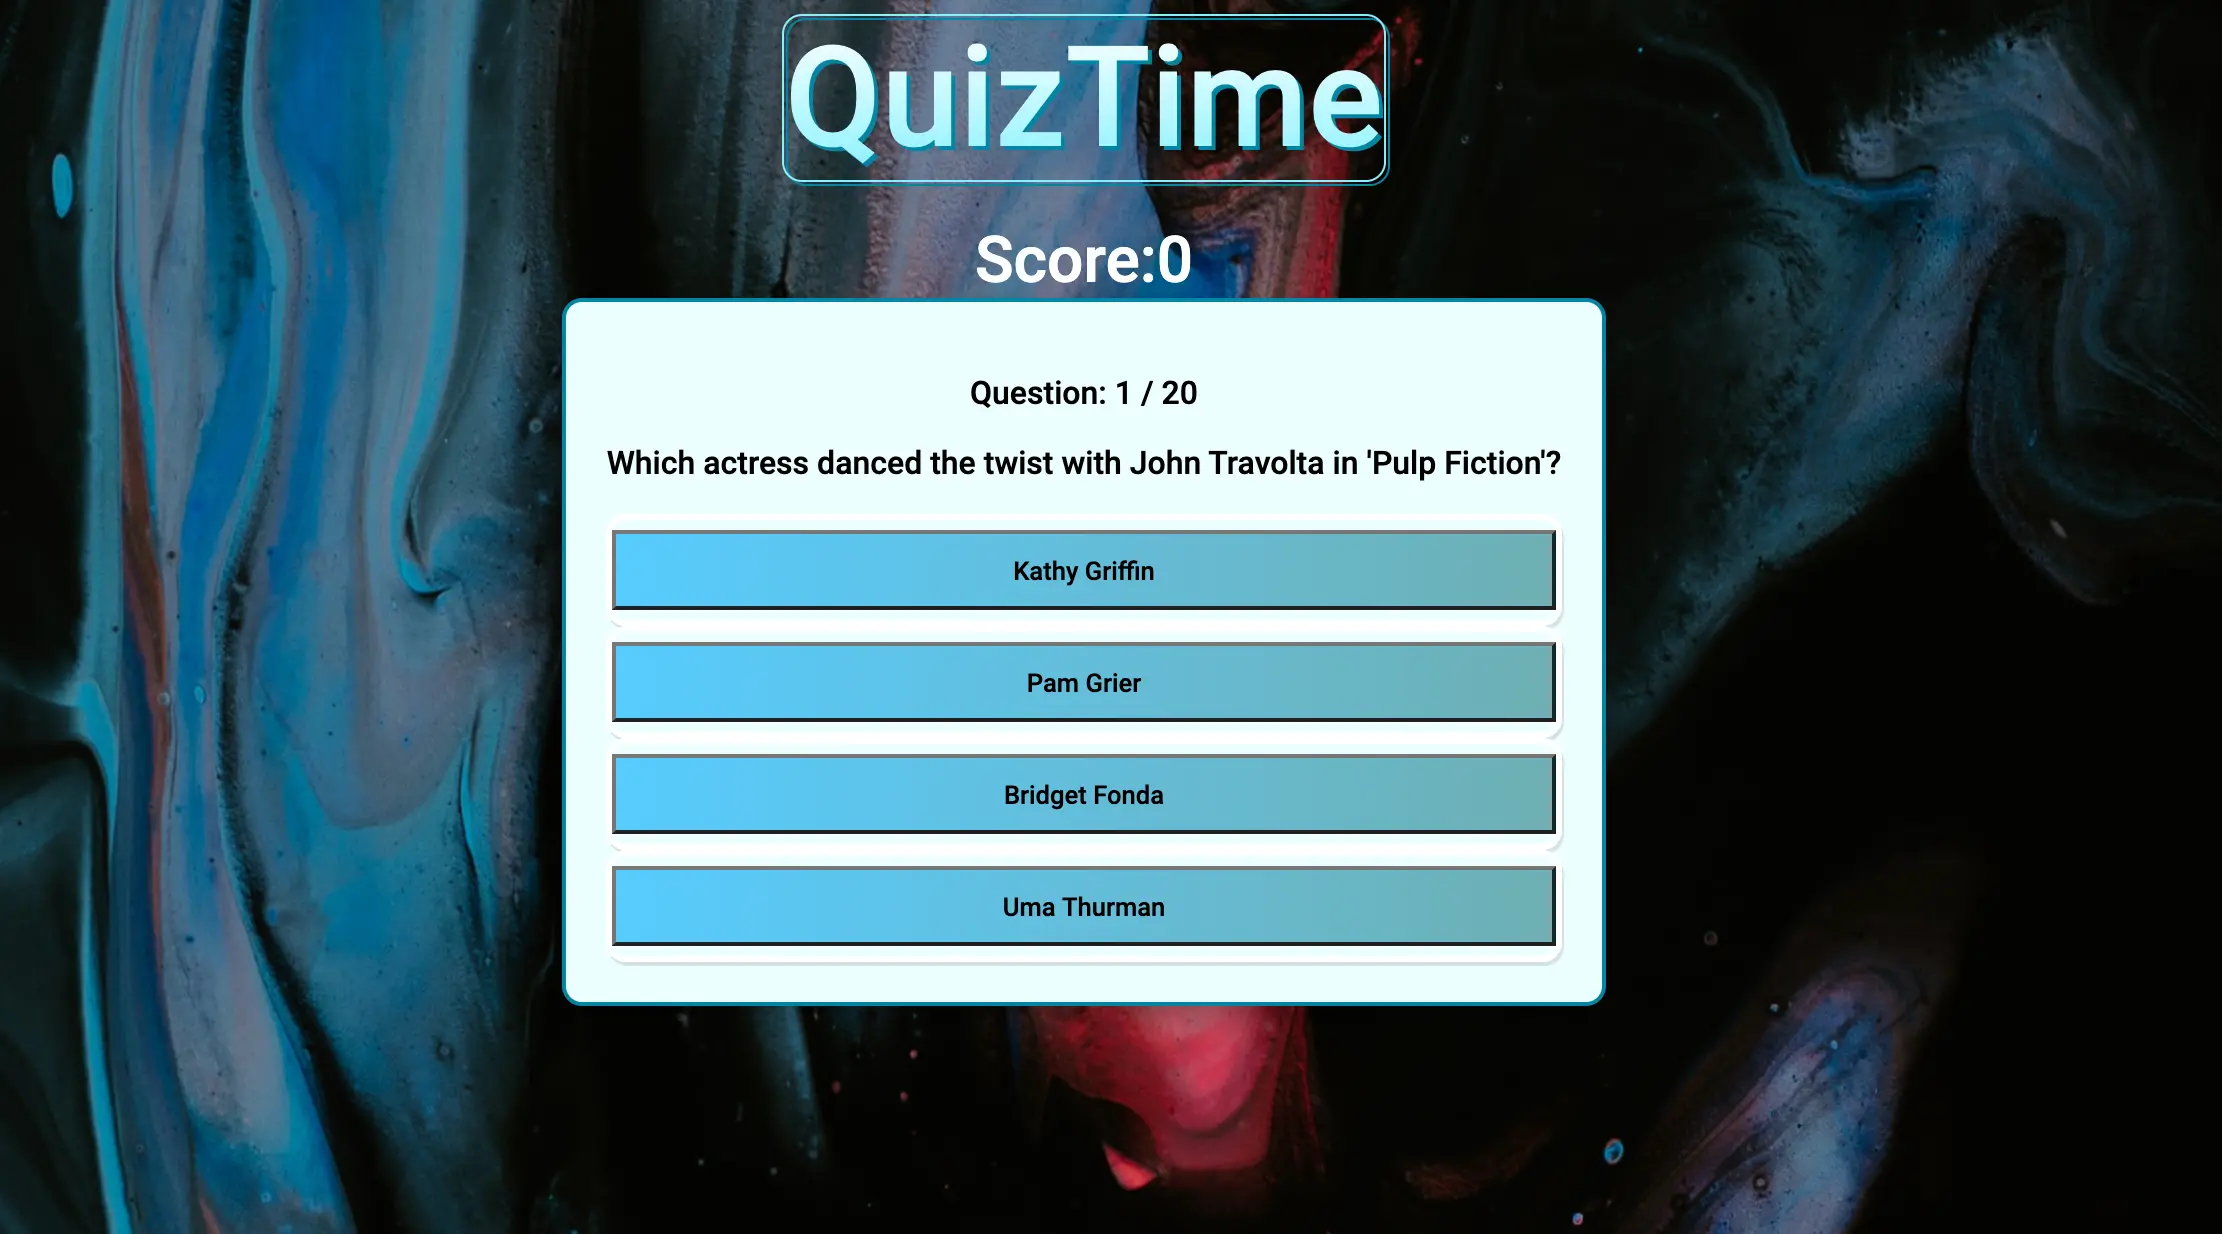 QuizTime
Score:0
Question: 1 / 20
Which actress danced the twist with John Travolta in 'Pulp Fiction'?
Kathy Griffin
Pam Grier
Bridget Fonda
Uma Thurman